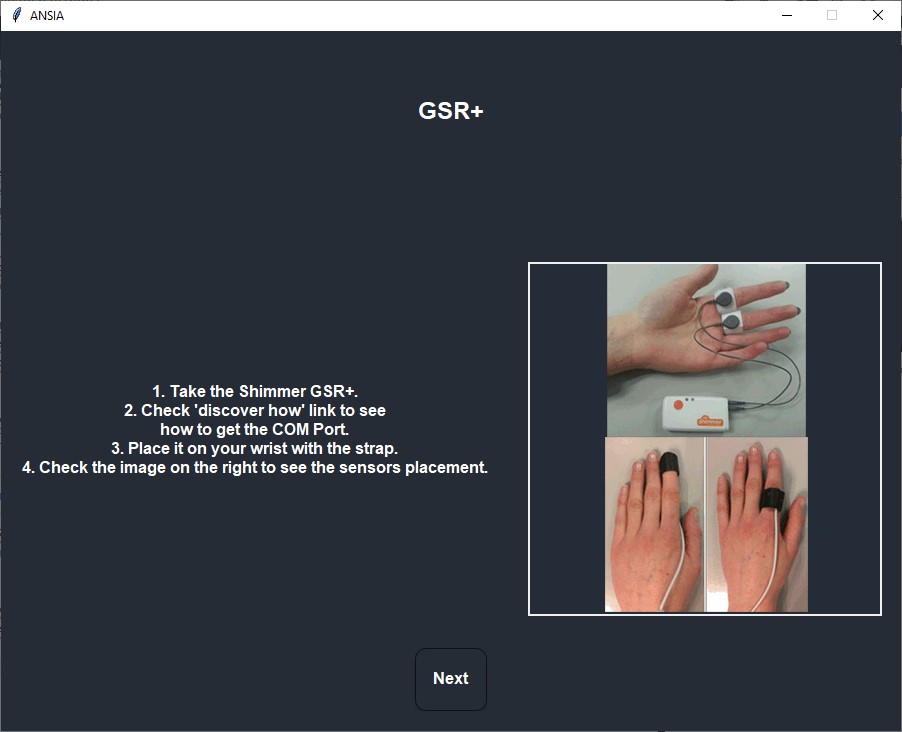 ANSIA
GSR+
1. Take the Shimmer GSR+.
2. Check 'discover how' link to see
how to get the COM Port.
3. Place it on your wrist with the strap.
4. Check the image on the right to see the sensors placement.
shimmer
Next